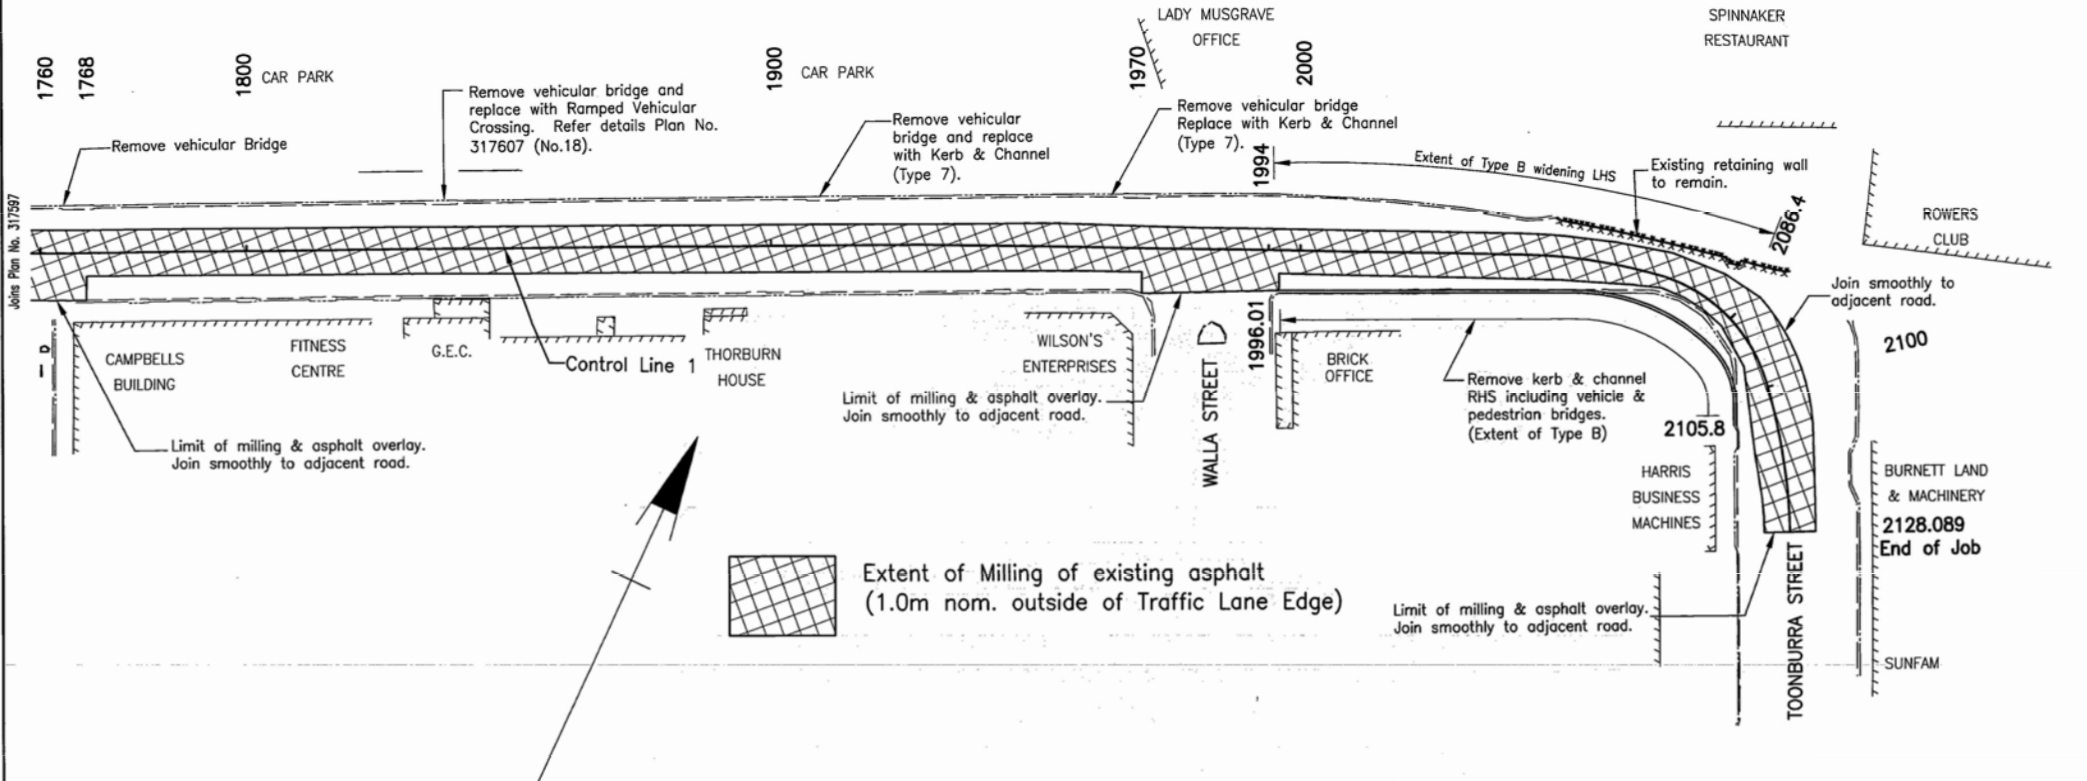 LADY MUSGRAVE
OFFICE
SPINNAKER
RESTAURANT
1760
1768
1800
CAR PARK
1900
CAR PARK
1970
2000
Remove vehicular Bridge
Remove vehicular bridge and
replace with Ramped Vehicular
Crossing. Refer details Plan No.
317607 (No.18).
Remove vehicular
bridge and replace
with Kerb & Channel
(Type 7).
Remove vehicular bridge
Replace with Kerb & Channel
(Type 7).
1994
Extent of Type B widening LHS
Existing retaining wall
to remain.
2086.4
ROWERS
CLUB
Joins Plan No. 317597
Join smoothly to
adjacent road.
2100
CAMPBELLS
BUILDING
FITNESS
CENTRE
G.E.C.
Control Line 1
THORBURN
HOUSE
WILSON'S
ENTERPRISES
WALLA STREET
1996.01
BRICK
OFFICE
Limit of milling & asphalt overlay.
Join smoothly to adjacent road.
Remove kerb & channel
RHS including vehicle &
pedestrian bridges.
(Extent of Type B)
2105.8
Limit of milling & asphalt overlay.
Join smoothly to adjacent road.
HARRIS
BUSINESS
MACHINES
BURNETT LAND
& MACHINERY
2128.089
End of Job
Extent of Milling of existing asphalt
(1.0m nom. outside of Traffic Lane Edge)
Limit of milling & asphalt overlay.
Join smoothly to adjacent road.
TOONBURRA STREET
SUNFAM